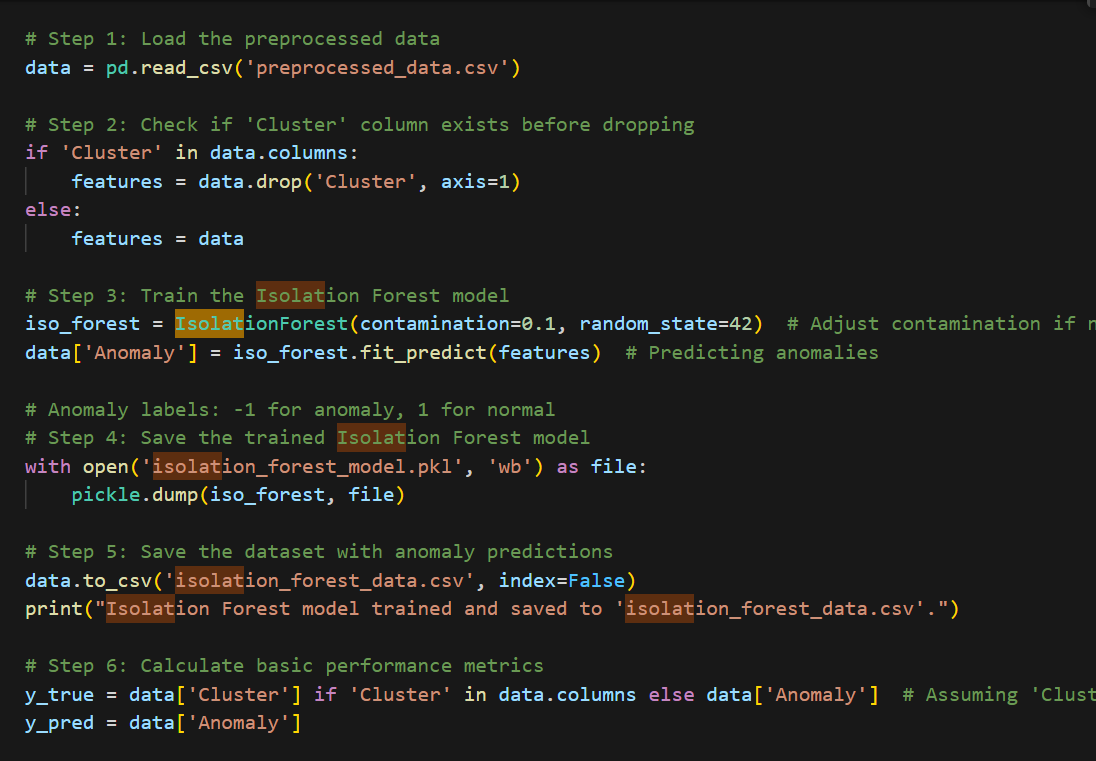 # Step 1: Load the preprocessed data
data = pd.read_csv('preprocessed_data.csv')
# Step 2: Check if 'Cluster' column exists before dropping
if 'Cluster' in data.columns:
    features = data.drop('Cluster', axis=1)
else:
    features = data
# Step 3: Train the Isolation Forest model
iso_forest = IsolationForest(contamination=0.1, random_state=42)  # Adjust contamination if
data['Anomaly'] = iso_forest.fit_predict(features)  # Predicting anomalies
# Anomaly labels: -1 for anomaly, 1 for normal
# Step 4: Save the trained Isolation Forest model
with open('isolation_forest_model.pkl', 'wb') as file:
    pickle.dump(iso_forest, file)
# Step 5: Save the dataset with anomaly predictions
data.to_csv('isolation_forest_data.csv', index=False)
print("Isolation Forest model trained and saved to 'isolation_forest_data.csv'.")
# Step 6: Calculate basic performance metrics
y_true = data['Cluster'] if 'Cluster' in data.columns else data['Anomaly']  # Assuming 'Clust
y_pred = data['Anomaly']